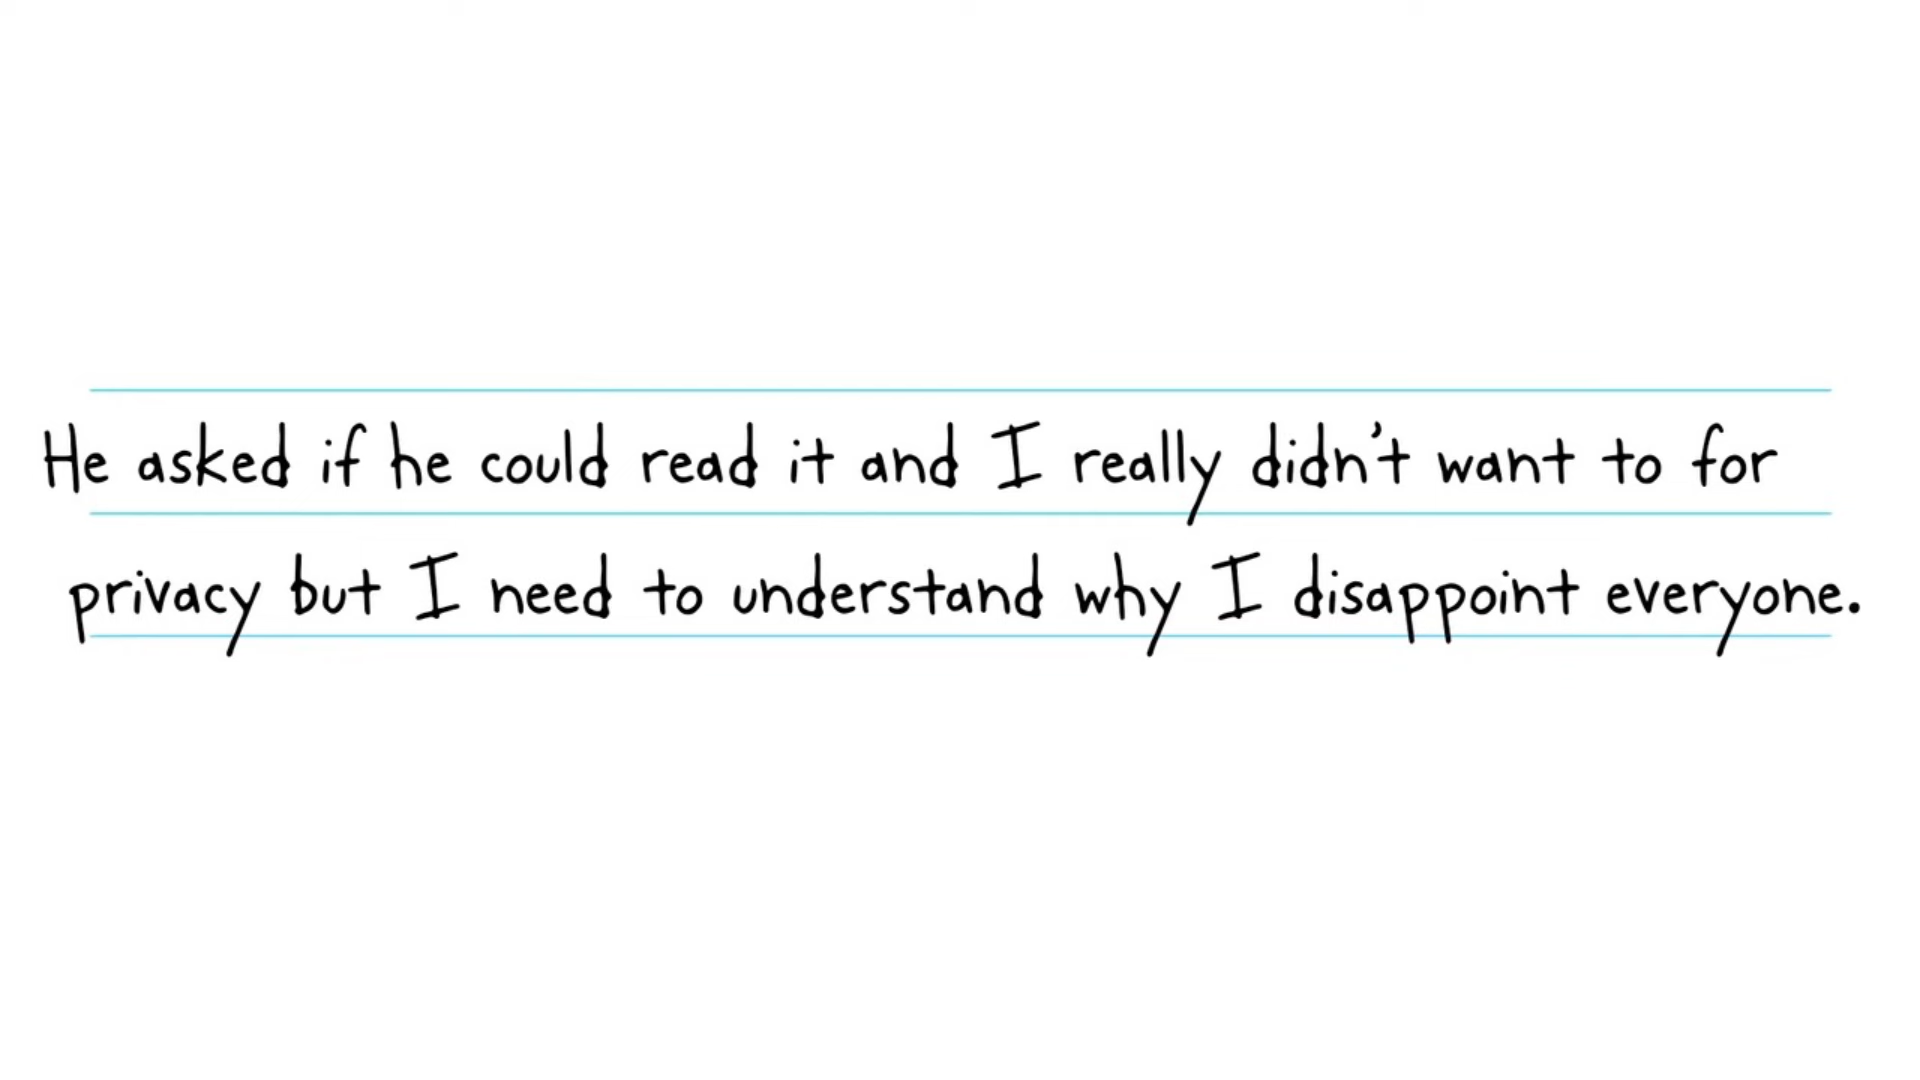 He asked if he could read it and I really didn't want to for
privacy but I need to understand why I disappoint everyone.